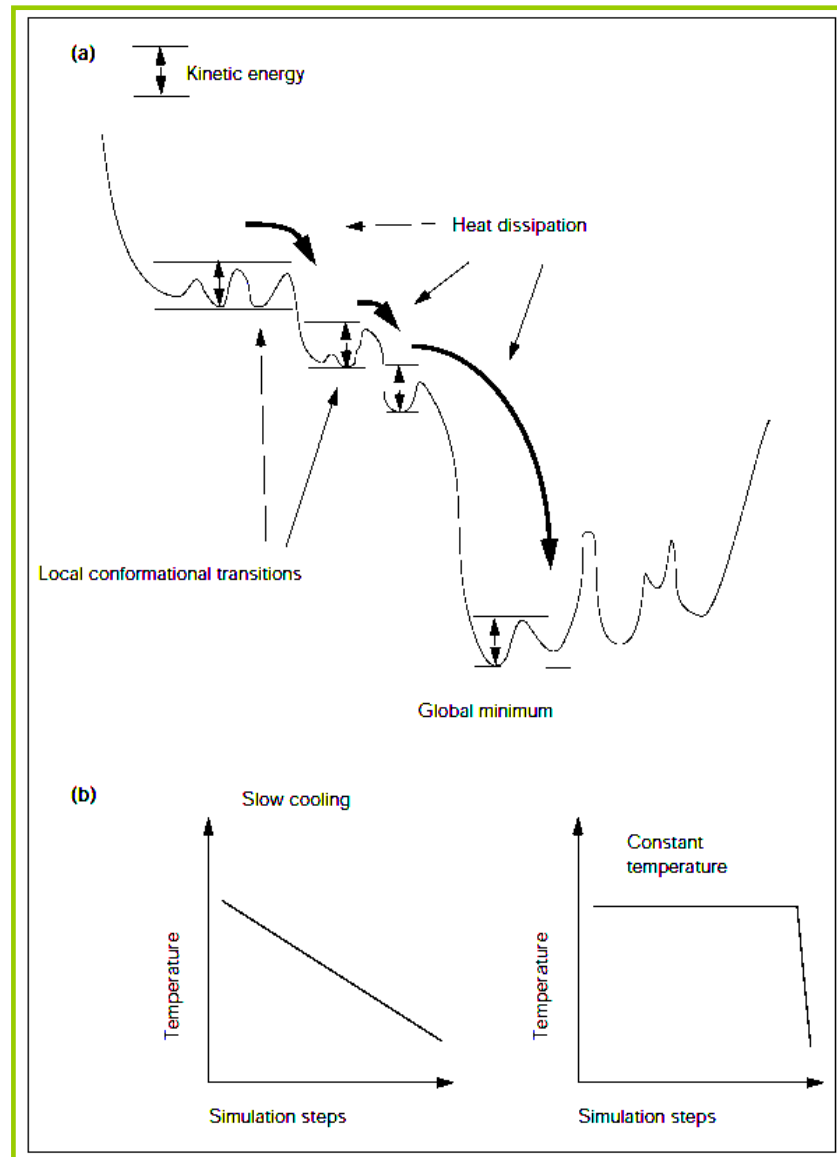 (a)
Kinetic energy
Heat dissipation
Local conformational transitions
Global minimum
(b)
Slow cooling
Constant
temperature
Temperature
Temperature
Simulation steps
Simulation steps